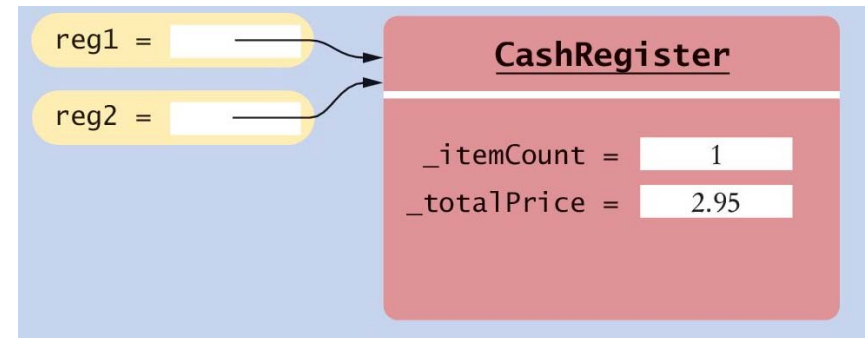 reg1 =
reg2 =
CashRegister
_itemCount = 1
_totalPrice = 2.95